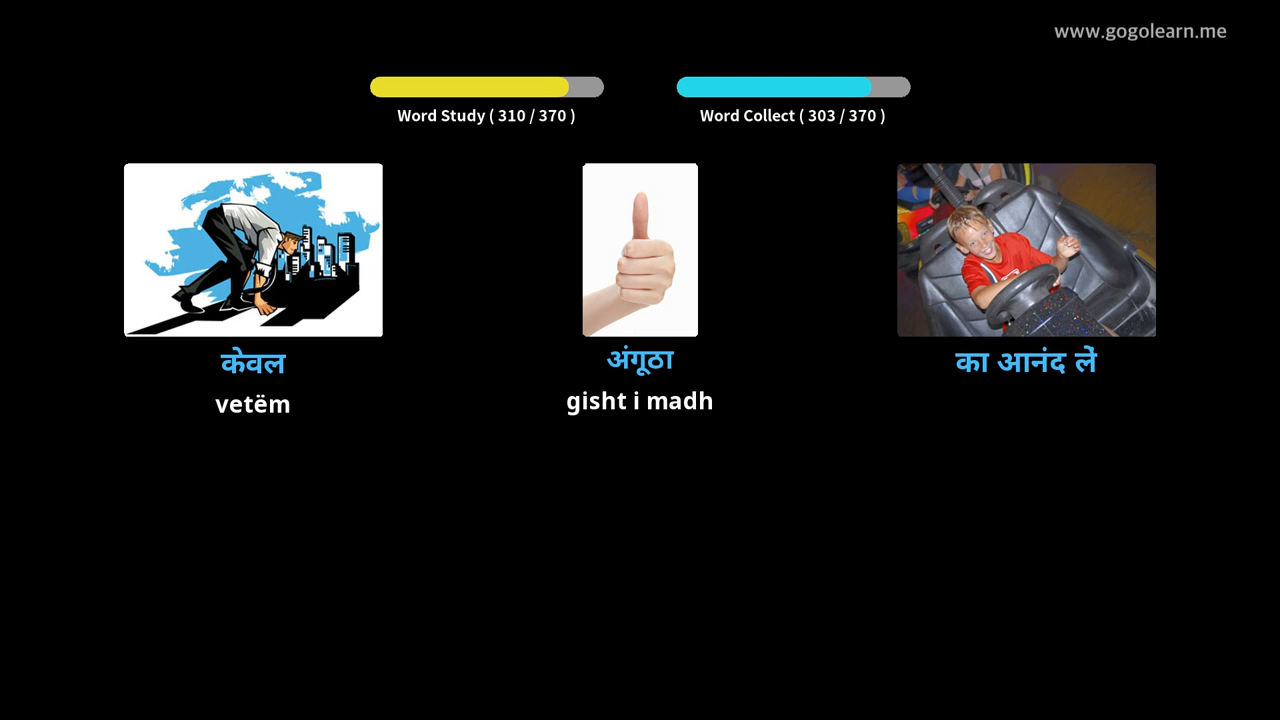 www.gogolearn.me
Word Study ( 310 / 370 )
Word Collect ( 303 / 370 )
केवल
vetëm
अंगूठा
gisht i madh
का आनंद लें